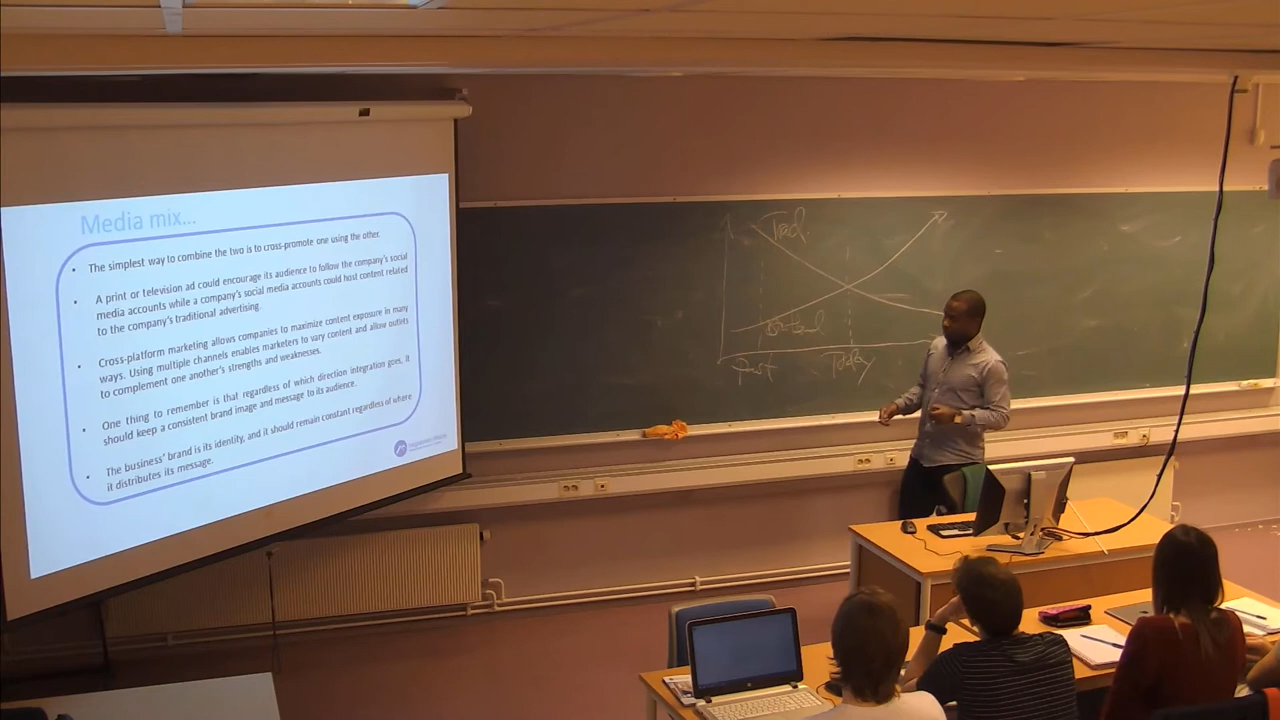 Media mix...
• The simplest way to combine the two is to cross-promote one using the other.
• A print or television ad could encourage its audience to follow the company's social
media accounts while a company's social media accounts could host content related
to the company's traditional advertising.
• Cross-platform marketing allows companies to maximize content exposure in many
ways. Using multiple channels enables marketers to vary content and allow outlets
to complement one another's strengths and weaknesses.
• One thing to remember is that regardless of which direction integration goes, it
should keep a consistent brand image and message to its audience.
• The business' brand is its identity, and it should remain constant regardless of where
it distributes its message.
Trad.
Past
Today